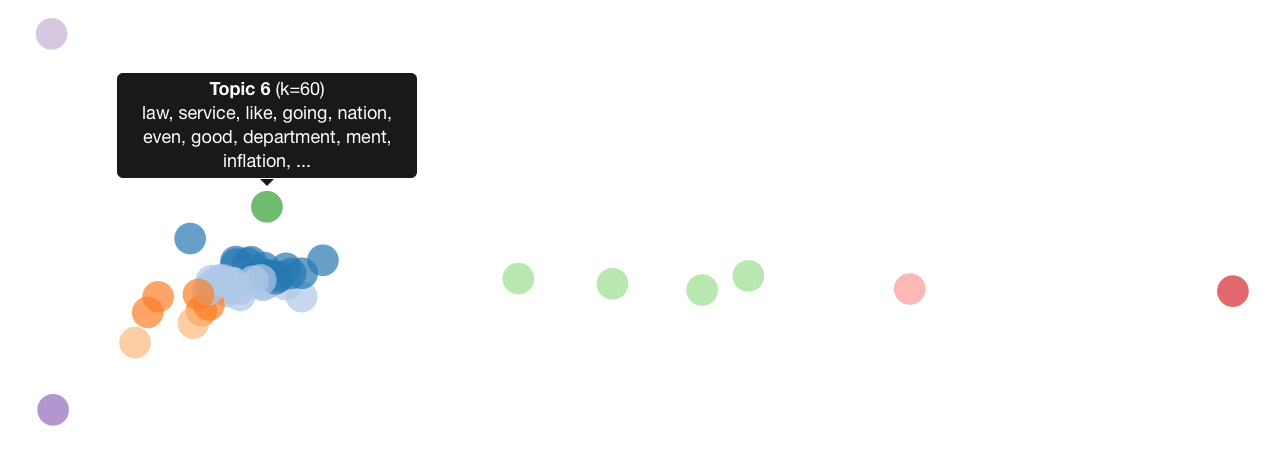 Topic 6 (k=60)
law, service, like, going, nation,
even, good, department, ment,
inflation, ...